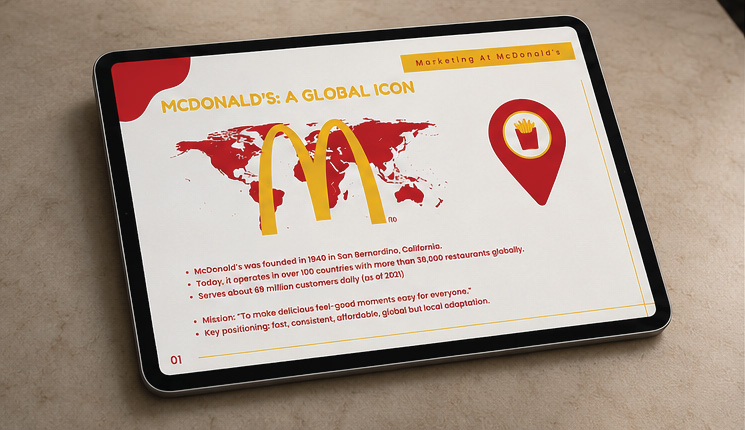 Marketing At McDonald's
MCDONALD'S: A GLOBAL ICON
• McDonald's was founded in 1940 in San Bernardino, California.
• Today, it operates in over 100 countries with more than 38,000 restaurants globally.
• Serves about 69 million customers daily (as of 2021)
• Mission: "To make delicious feel-good moments easy for everyone."
• Key positioning: fast, consistent, affordable, global but local adaptation.
01